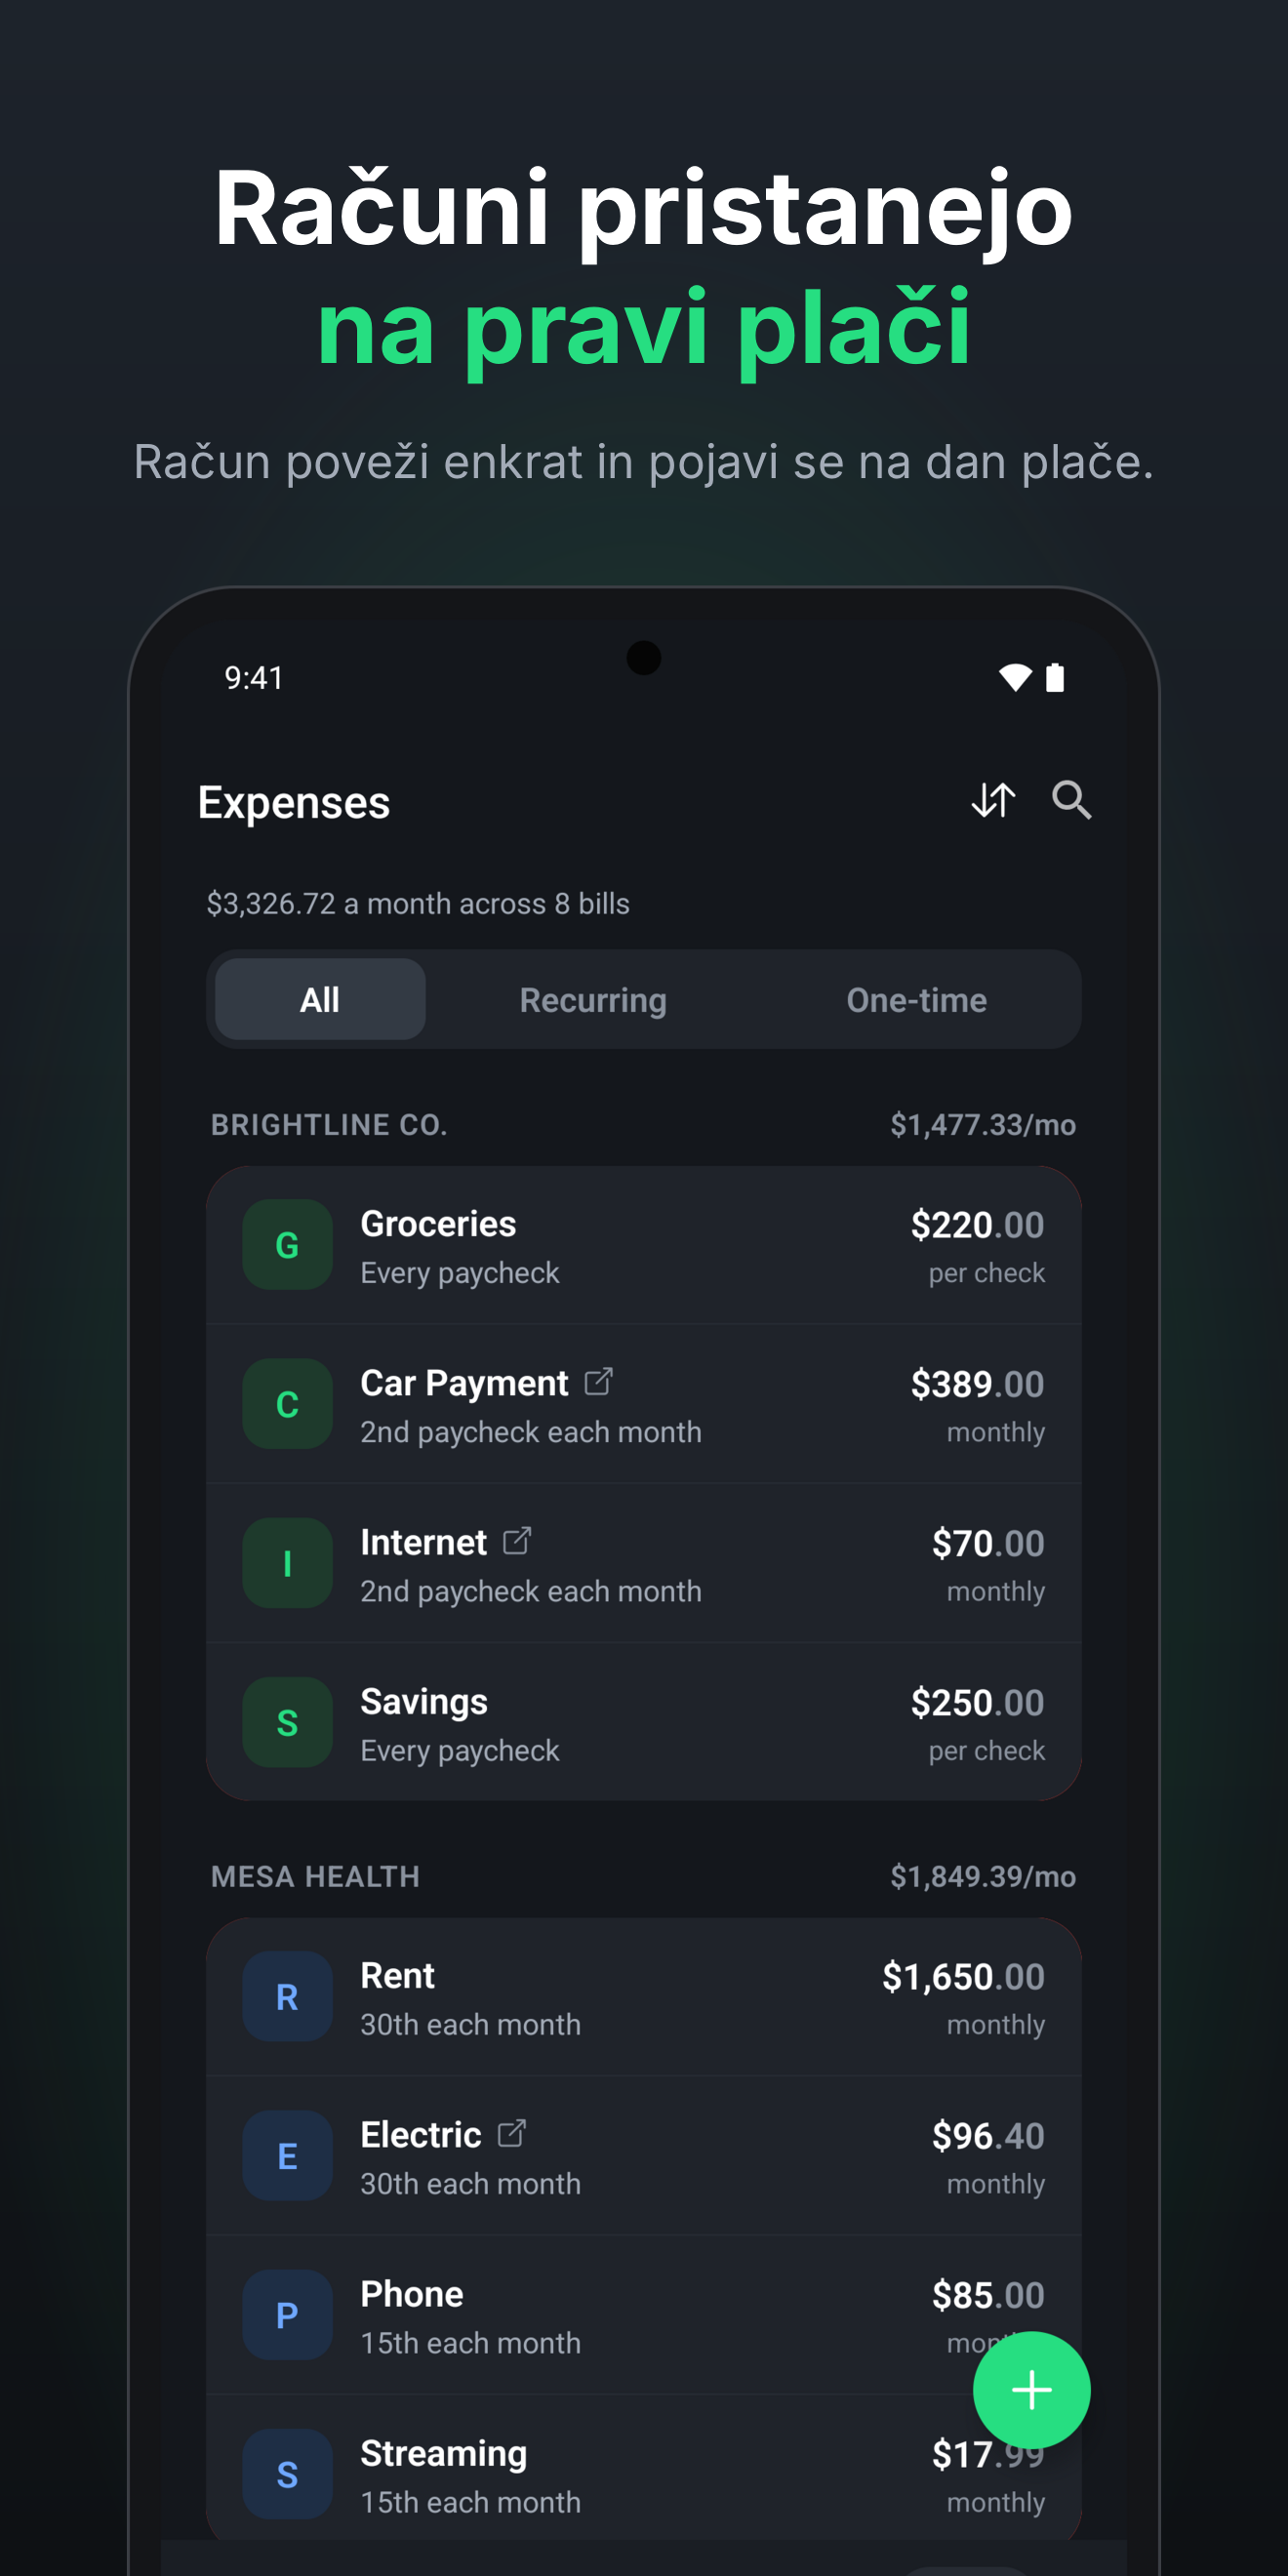 Računi pristanejo
na pravi plači
Račun poveži enkrat in pojavi se na dan plače.
9:41
Expenses
$3,326.72 a month across 8 bills
All Recurring One-time
BRIGHTLINE CO. $1,477.33/mo
G Groceries $220.00
Every paycheck per check
C Car Payment $389.00
2nd paycheck each month monthly
I Internet $70.00
2nd paycheck each month monthly
S Savings $250.00
Every paycheck per check
MESA HEALTH $1,849.39/mo
R Rent $1,650.00
30th each month monthly
E Electric $96.40
30th each month monthly
P Phone $85.00
15th each month
S Streaming $17.99
15th each month monthly